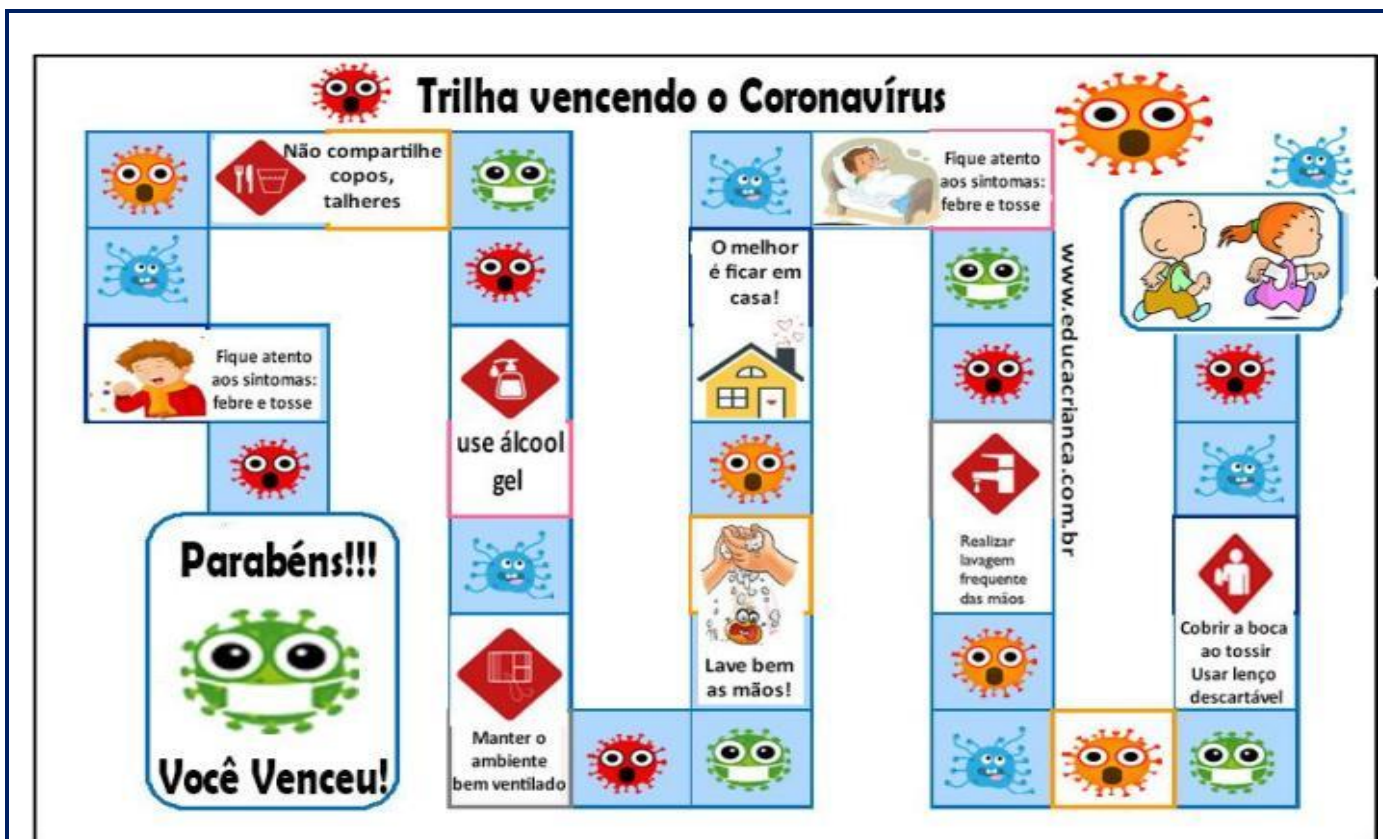 Trilha vencendo o Coronavírus
Não compartilhe
copos,
talheres
Fique atento
aos sintomas:
febre e tosse
O melhor
é ficar em
casa!
www.educacrianca.com.br
Fique atento
aos sintomas:
febre e tosse
use álcool
gel
Realizar
lavagem
frequente
das mãos
Parabéns!!!
Você Venceu!
Lave bem
as mãos!
Cobrir a boca
ao tossir
Usar lenço
descartável
Manter o
ambiente
bem ventilado